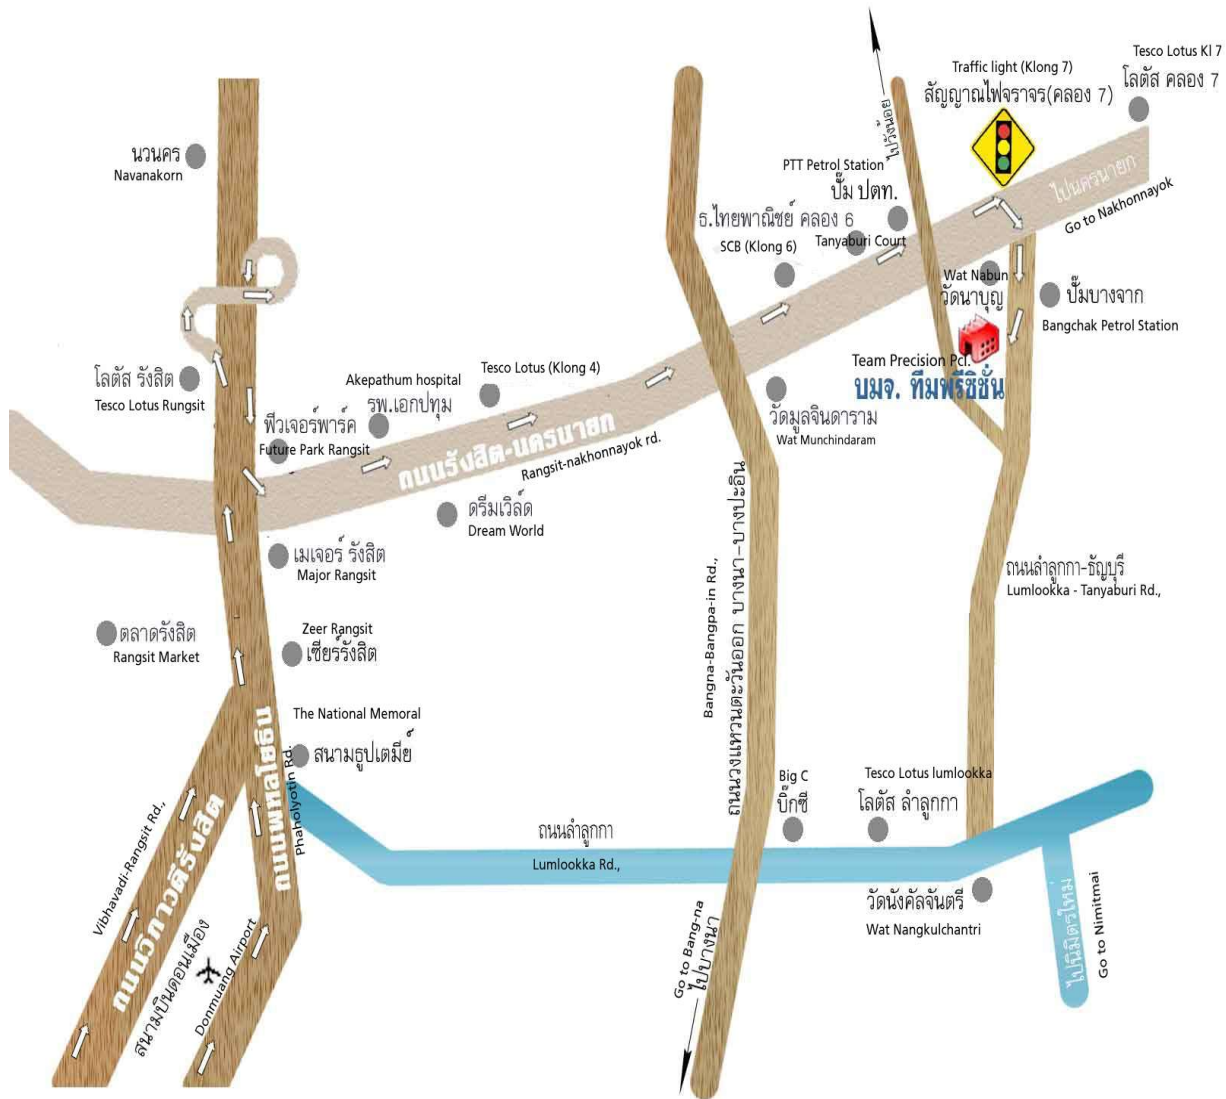 Tesco Lotus Kl 7
โลตัส คลอง 7
Traffic light (Klong 7)
สัญญาณไฟจราจร(คลอง 7)
ไปวังน้อย
นวนคร
Navanakorn
PTT Petrol Station
ปั๊ม ปตท.
ไปนครนายก
Go to Nakhonnayok
ธ.ไทยพาณิชย์ คลอง 6
SCB (Klong 6)
Tanyaburi Court
Wat Nabun
วัดนาบุญ
ปั๊มบางจาก
Bangchak Petrol Station
Team Precision Pcl.
บมจ. ทีมพรีซิชั่น
โลตัส รังสิต
Tesco Lotus Rungsit
Akepathum hospital
รพ.เอกปทุม
Tesco Lotus (Klong 4)
พิวเจอร์พาร์ค
Future Park Rangsit
ถนนรังสิต-นครนายก
Rangsit-nakhonnayok rd.
วัดมูลจินดาราม
Wat Munchindaram
ดรีมเวิล์ด
Dream World
เมเจอร์ รังสิต
Major Rangsit
ถนนลำลูกกา-ธัญบุรี
Lumlookka - Tanyaburi Rd.,
Bangna-Bangpa-in Rd.,
ถนนวงแหวนตะวันออก บางนา-บางปะอิน
ตลาดรังสิต
Rangsit Market
Zeer Rangsit
เซียร์รังสิต
The National Memoral
สนามธูปเตมีย์
ถนนพหลโยธิน
Phaholyotin Rd.
Vibhavadi-Rangsit Rd.,
ถนนวิภาวดีรังสิต
สนามบินดอนเมือง
Donmuang Airport
Big C
บิ๊กซี
Tesco Lotus lumlookka
โลตัส ลำลูกกา
ถนนลำลูกกา
Lumlookka Rd.,
วัดนังคัลจันตรี
Wat Nangkulchantri
Go to Bang-na
ไปบางนา
ไปนิมิตรใหม่
Go to Nimitmai